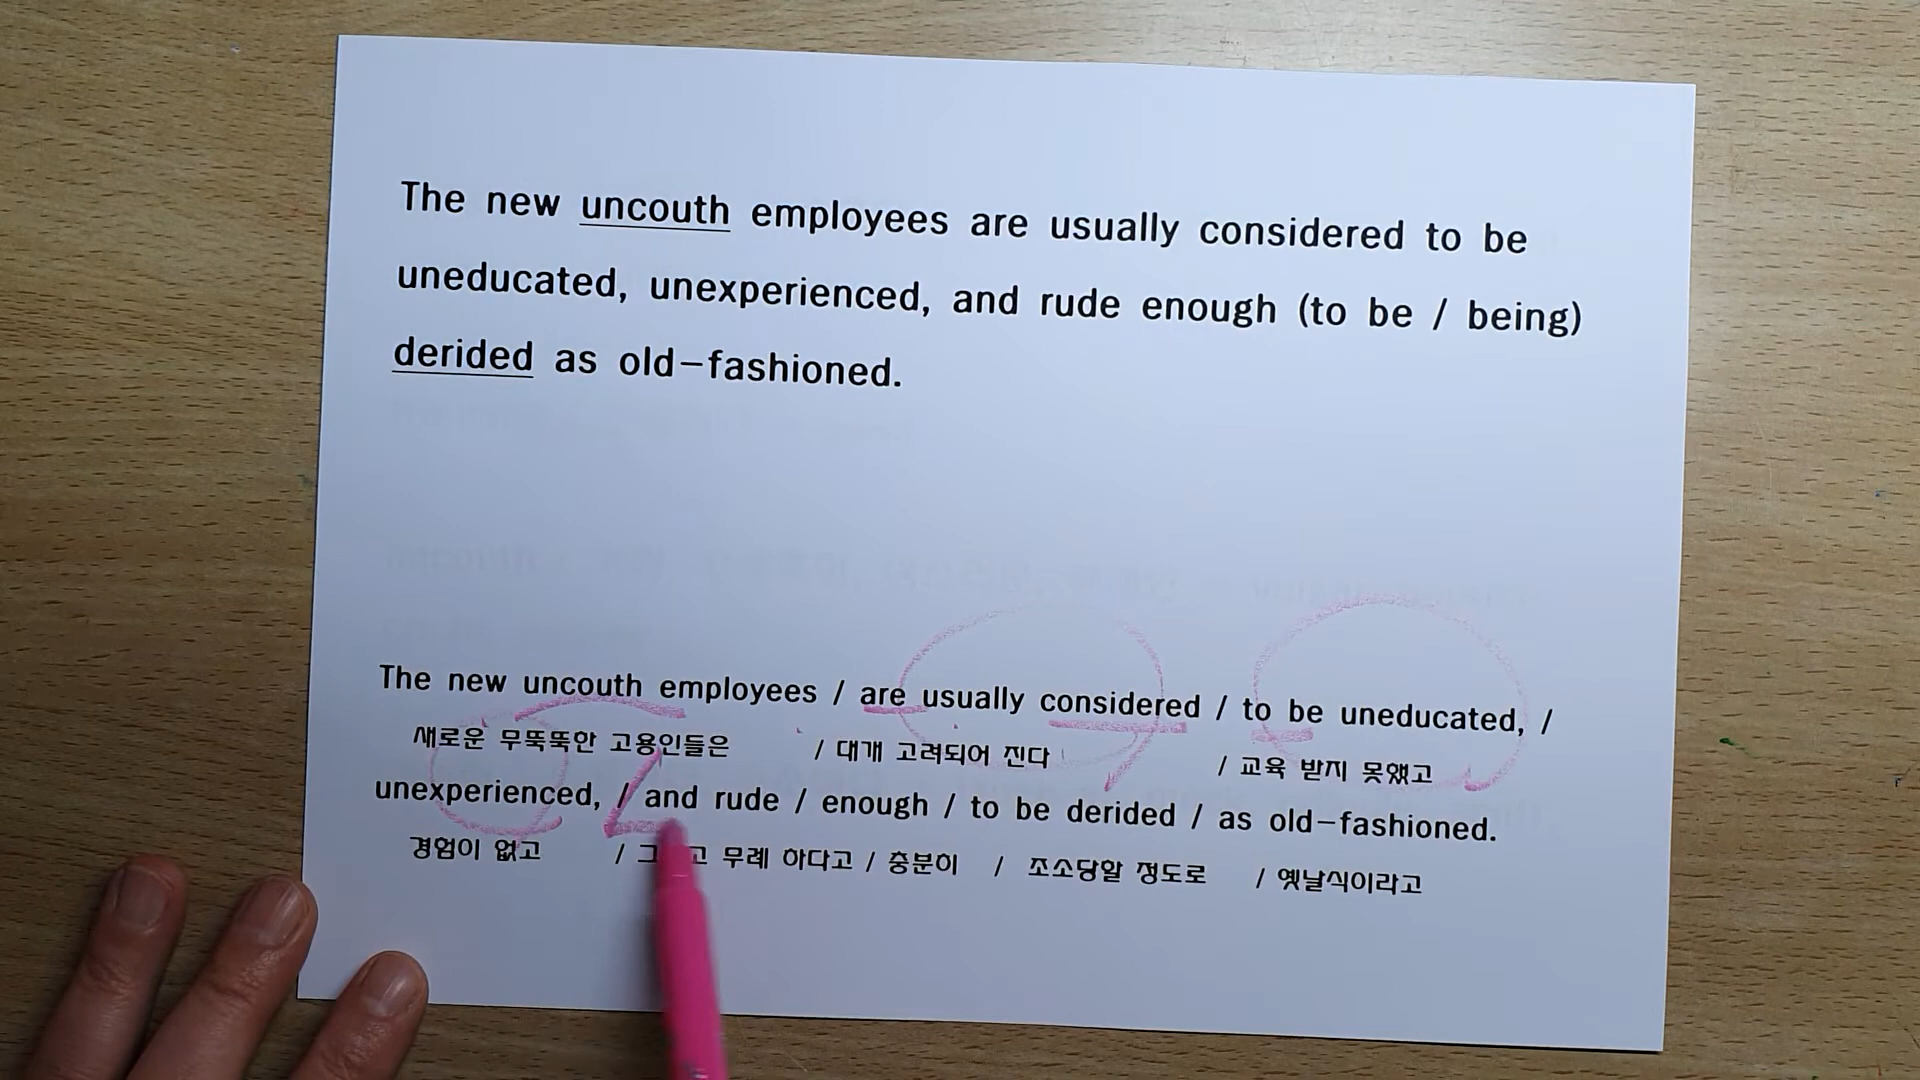 The new uncouth employees are usually considered to be
uneducated, unexperienced, and rude enough (to be / being)
derided as old-fashioned.
The new uncouth employees / are usually considered / to be uneducated, /
새로운 무뚝뚝한 고용인들은 / 대개 고려되어 진다 / 교육 받지 못했고
unexperienced, / and rude / enough / to be derided / as old-fashioned.
경험이 없고 / 무례 하다고 / 충분히 / 조소당할 정도로 / 옛날식이라고